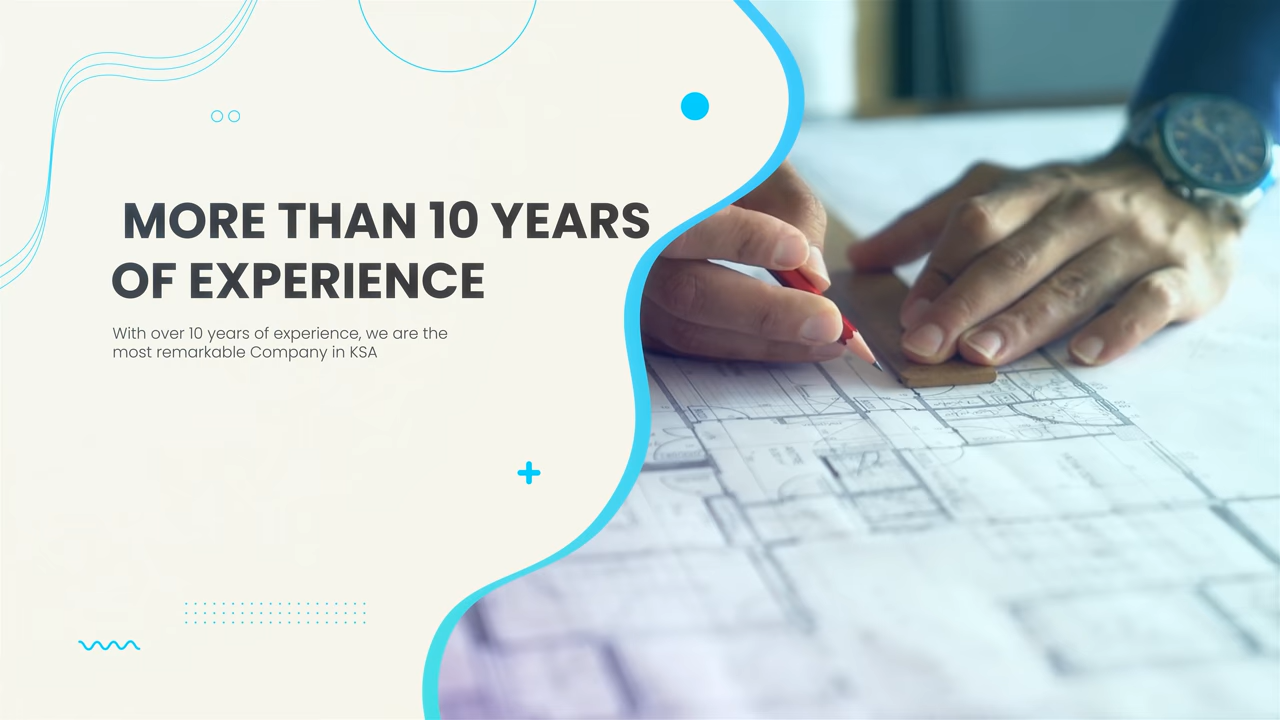 MORE THAN 10 YEARS
OF EXPERIENCE
With over 10 years of experience, we are the
most remarkable Company in KSA